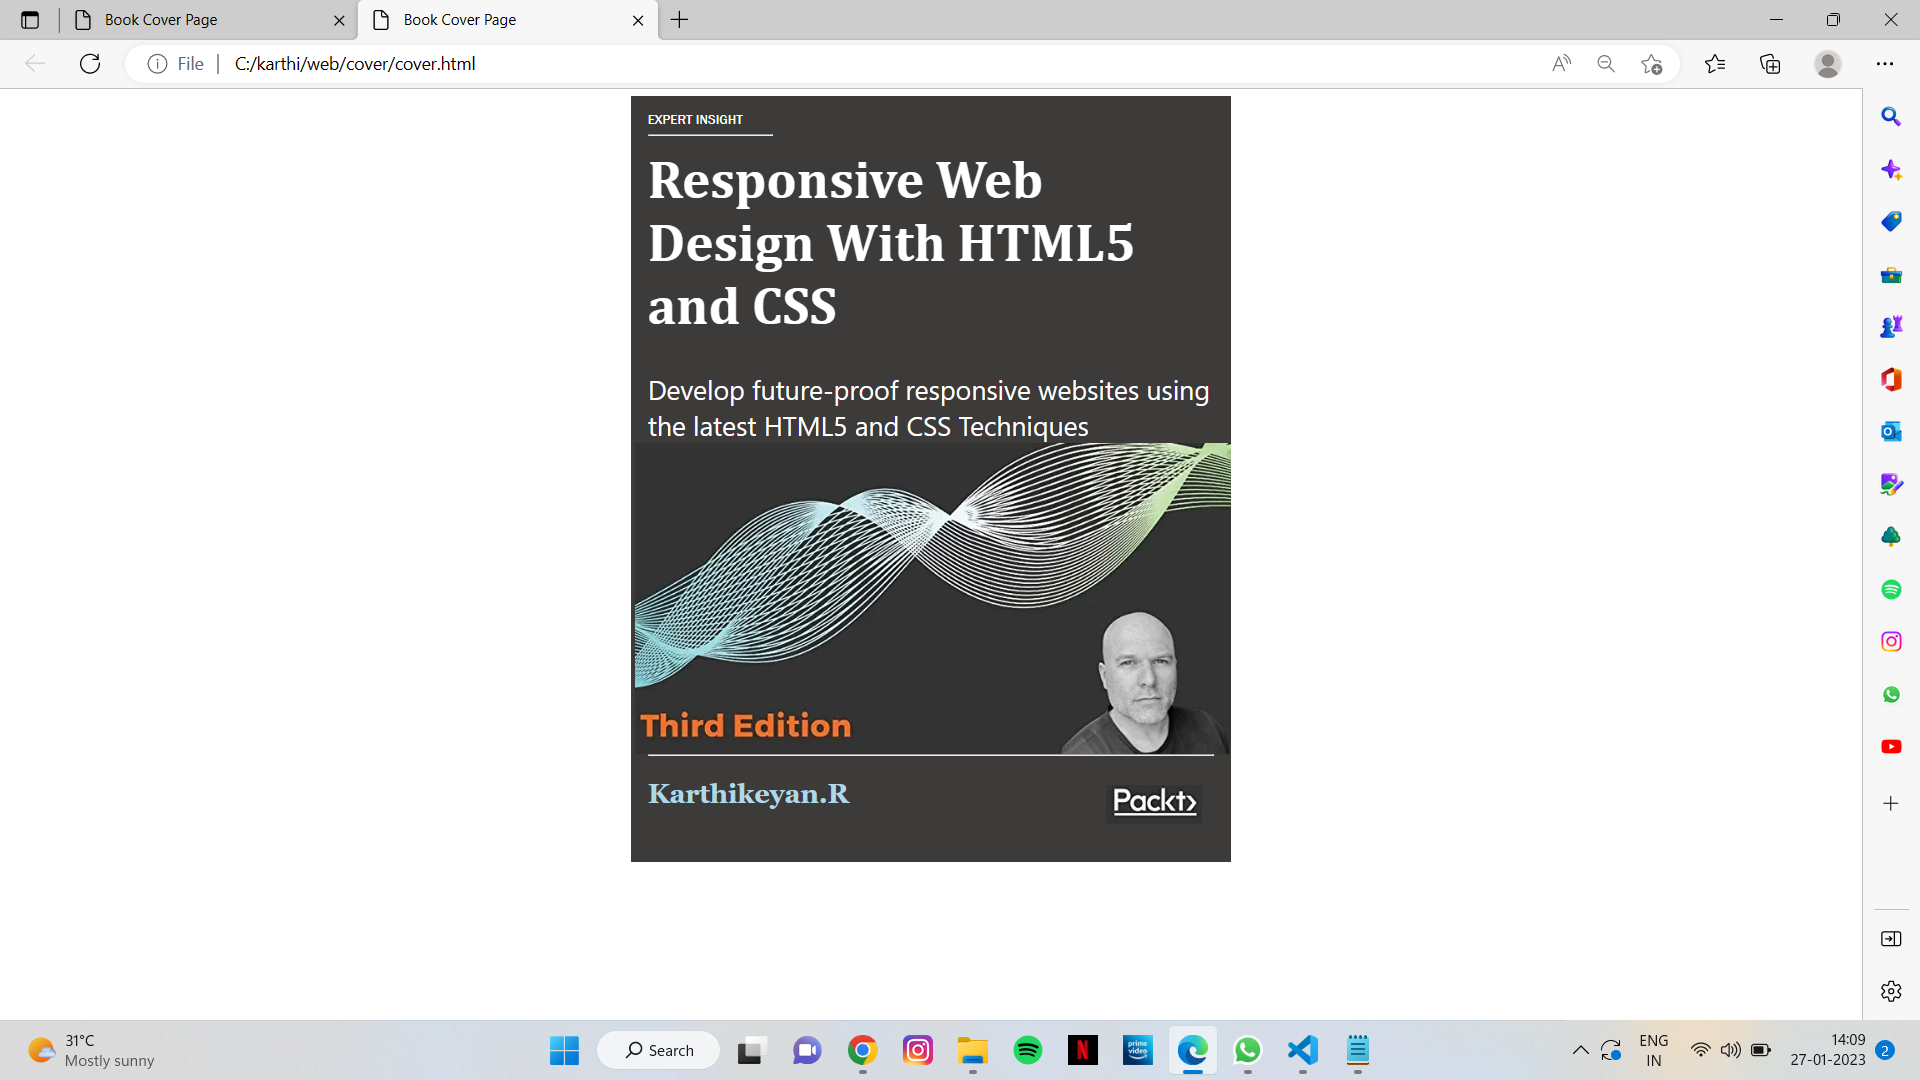 Book Cover Page
Book Cover Page
File
C:/karthi/web/cover/cover.html
EXPERT INSIGHT
Responsive Web
Design With HTML5
and CSS
Develop future-proof responsive websites using
the latest HTML5 and CSS Techniques
Third Edition
Karthikeyan.R
Packt
31°C
Mostly sunny
Search
prime
video
ENG
IN
14:09
27-01-2023
2